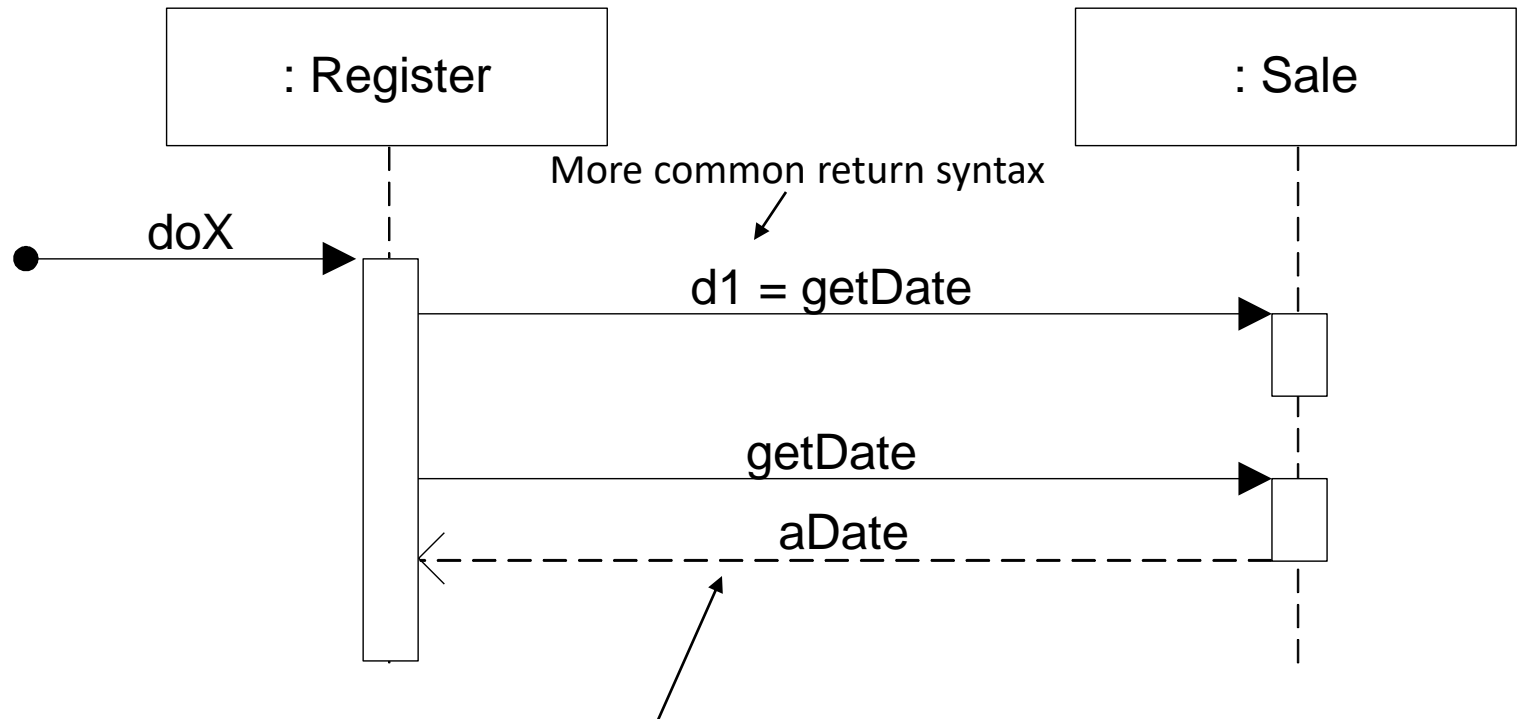 : Register
: Sale
More common return syntax
doX
d1 = getDate
getDate
aDate